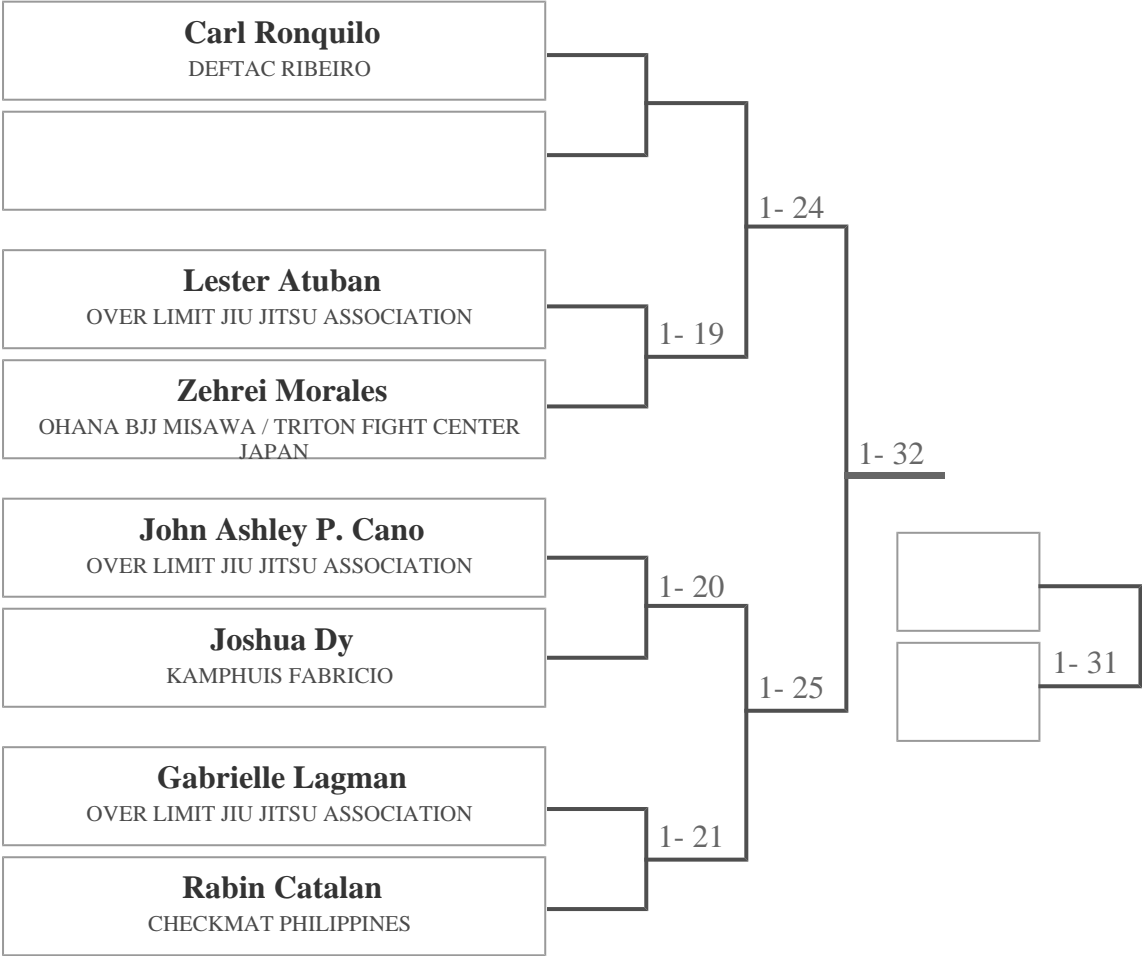 Carl Ronquilo
DEFTAC RIBEIRO
1- 24
Lester Atuban
OVER LIMIT JIU JITSU ASSOCIATION
1- 19
Zehrei Morales
OHANA BJJ MISAWA / TRITON FIGHT CENTER
JAPAN
1- 32
John Ashley P. Cano
OVER LIMIT JIU JITSU ASSOCIATION
1- 20
Joshua Dy
KAMPHUIS FABRICIO
1- 31
1- 25
Gabrielle Lagman
OVER LIMIT JIU JITSU ASSOCIATION
1- 21
Rabin Catalan
CHECKMAT PHILIPPINES